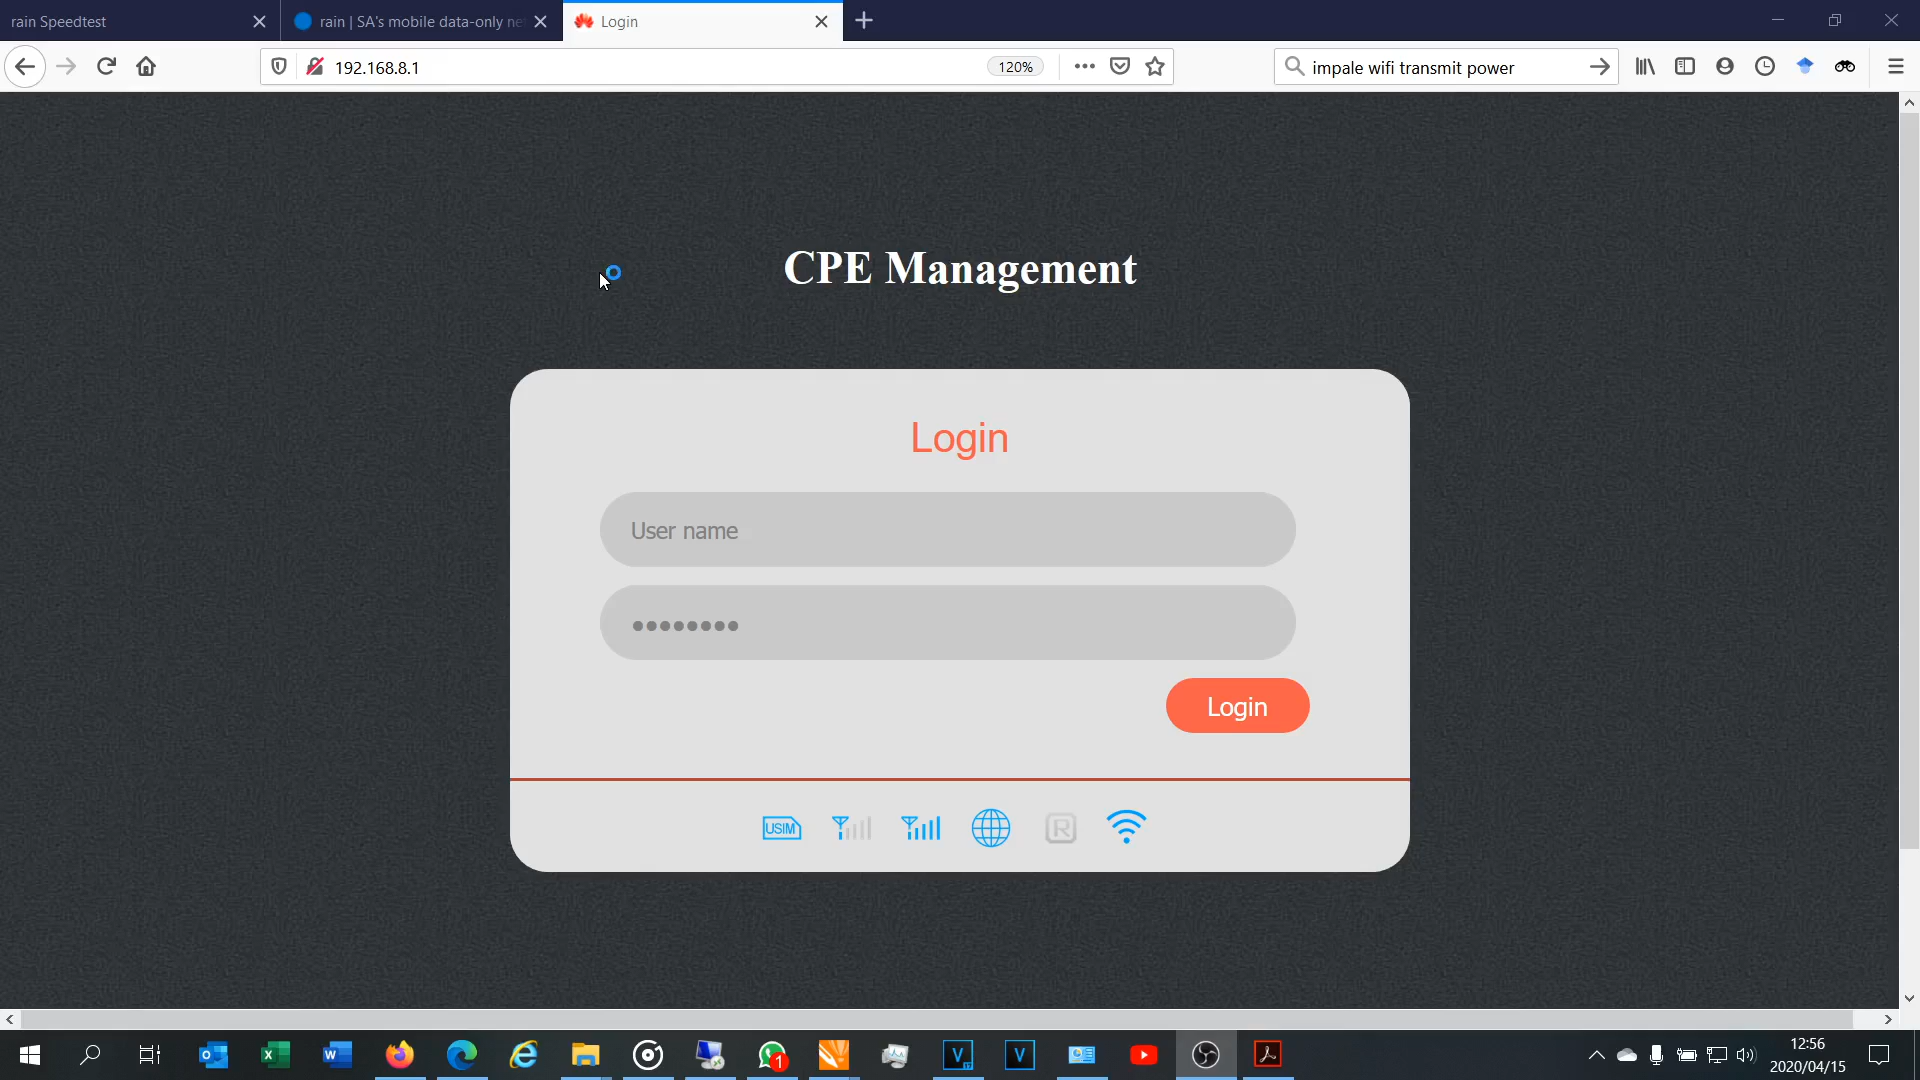 rain Speedtest
rain | SA's mobile data-only ne
Login
192.168.8.1
120%
impale wifi transmit power
CPE Management
Login
User name
••••••••
Login
USIM
R
1
12:56
2020/04/15